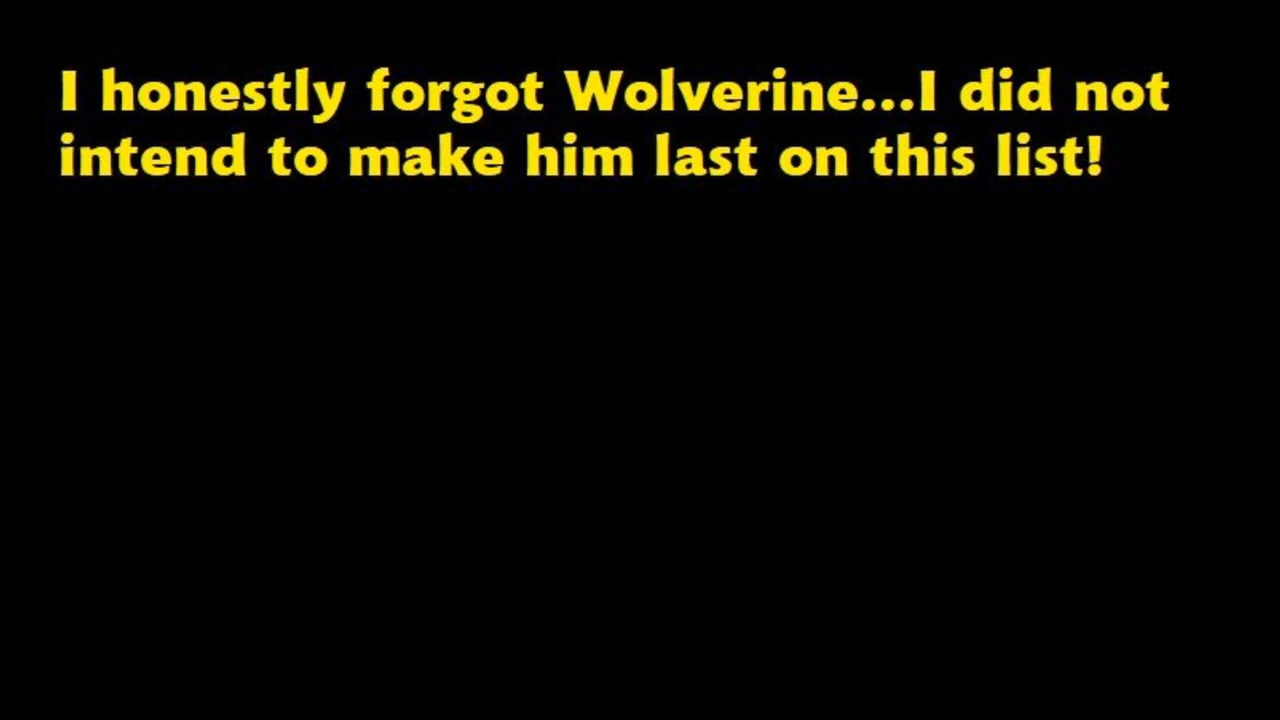 I honestly forgot Wolverine...I did not
intend to make him last on this list!